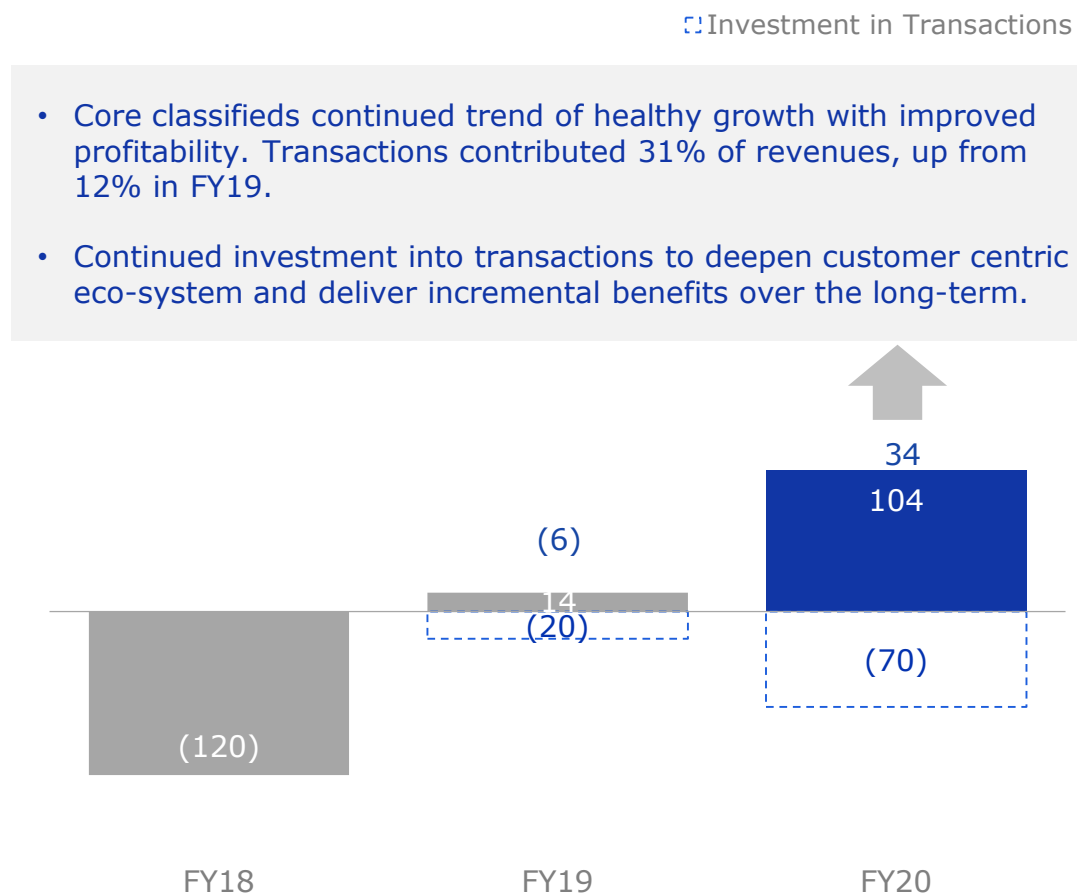 Investment in Transactions
• Core classifieds continued trend of healthy growth with improved
profitability. Transactions contributed 31% of revenues, up from
12% in FY19.
• Continued investment into transactions to deepen customer centric
eco-system and deliver incremental benefits over the long-term.
34
104
(6)
14
(20)
(70)
(120)
FY18
FY19
FY20